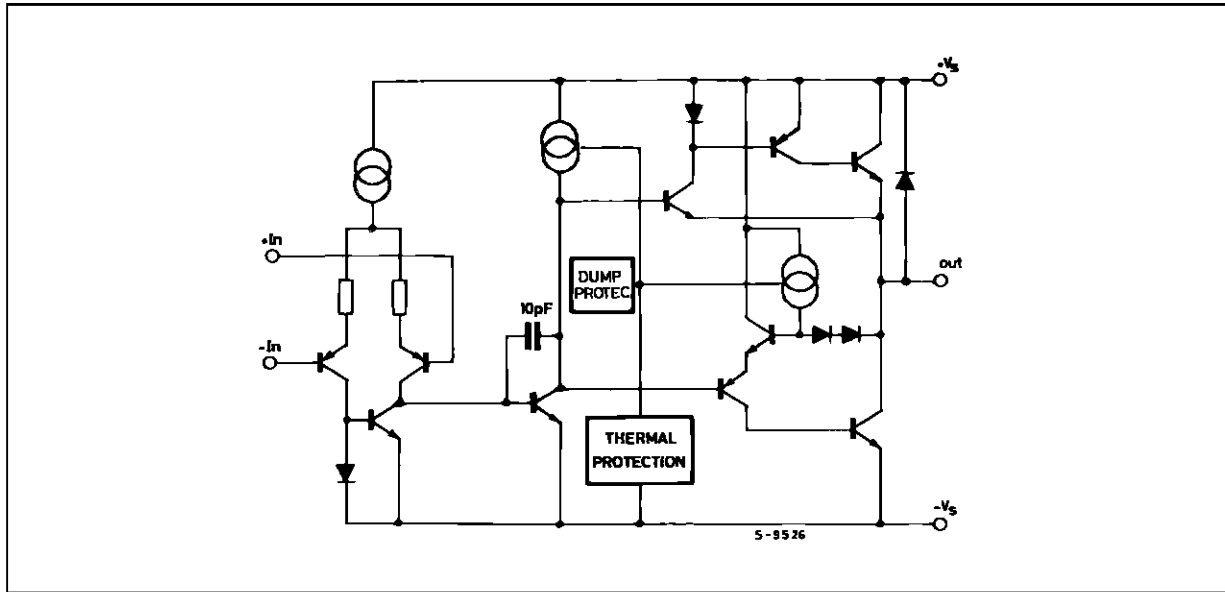 +Vs
+In
out
DUMP
PROTEC.
10pF
-In
THERMAL
PROTECTION
-Vs
S-9526